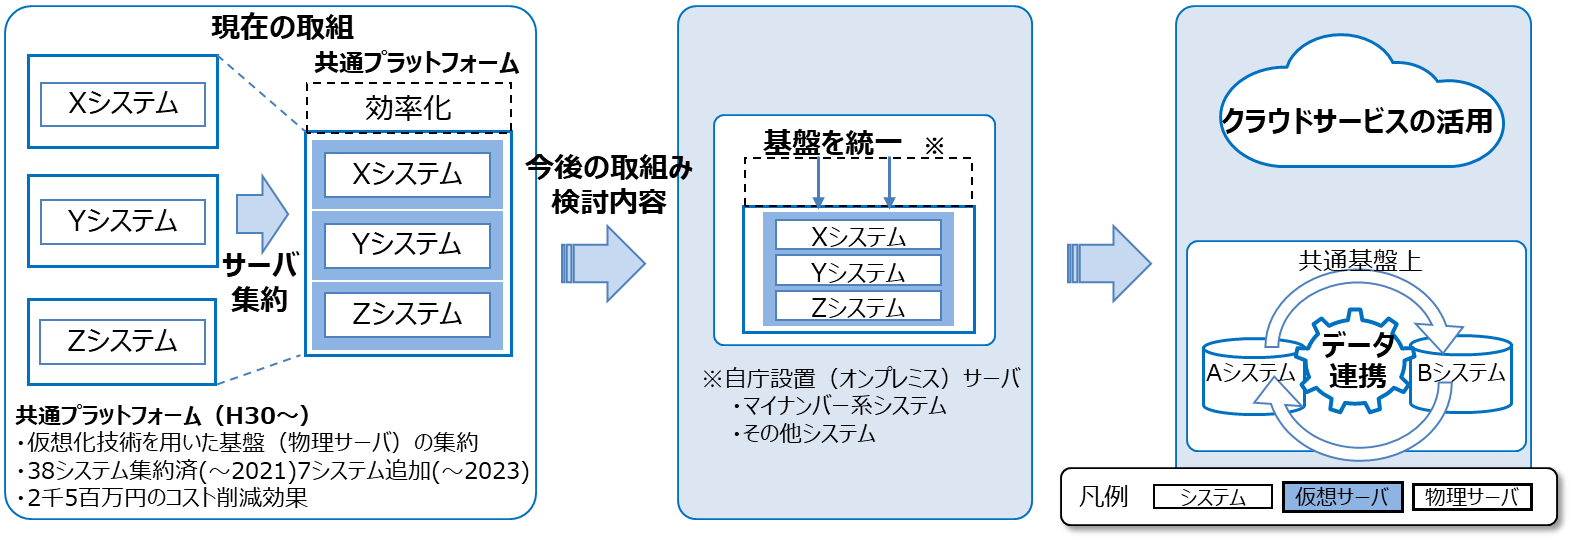 現在の取組
共通プラットフォーム
効率化
Xシステム
Yシステム
Zシステム
サーバ
集約
Xシステム
Yシステム
Zシステム
共通プラットフォーム（H30～）
・仮想化技術を用いた基盤（物理サーバ）の集約
・38システム集約済(～2021)7システム追加(～2023)
・2千5百万円のコスト削減効果
今後の取組み
検討内容
基盤を統一 ※
Xシステム
Yシステム
Zシステム
※自庁設置（オンプレミス）サーバ
・マイナンバー系システム
・その他システム
クラウドサービスの活用
共通基盤上
Aシステム
データ
連携
Bシステム
凡例
システム
仮想サーバ
物理サーバ